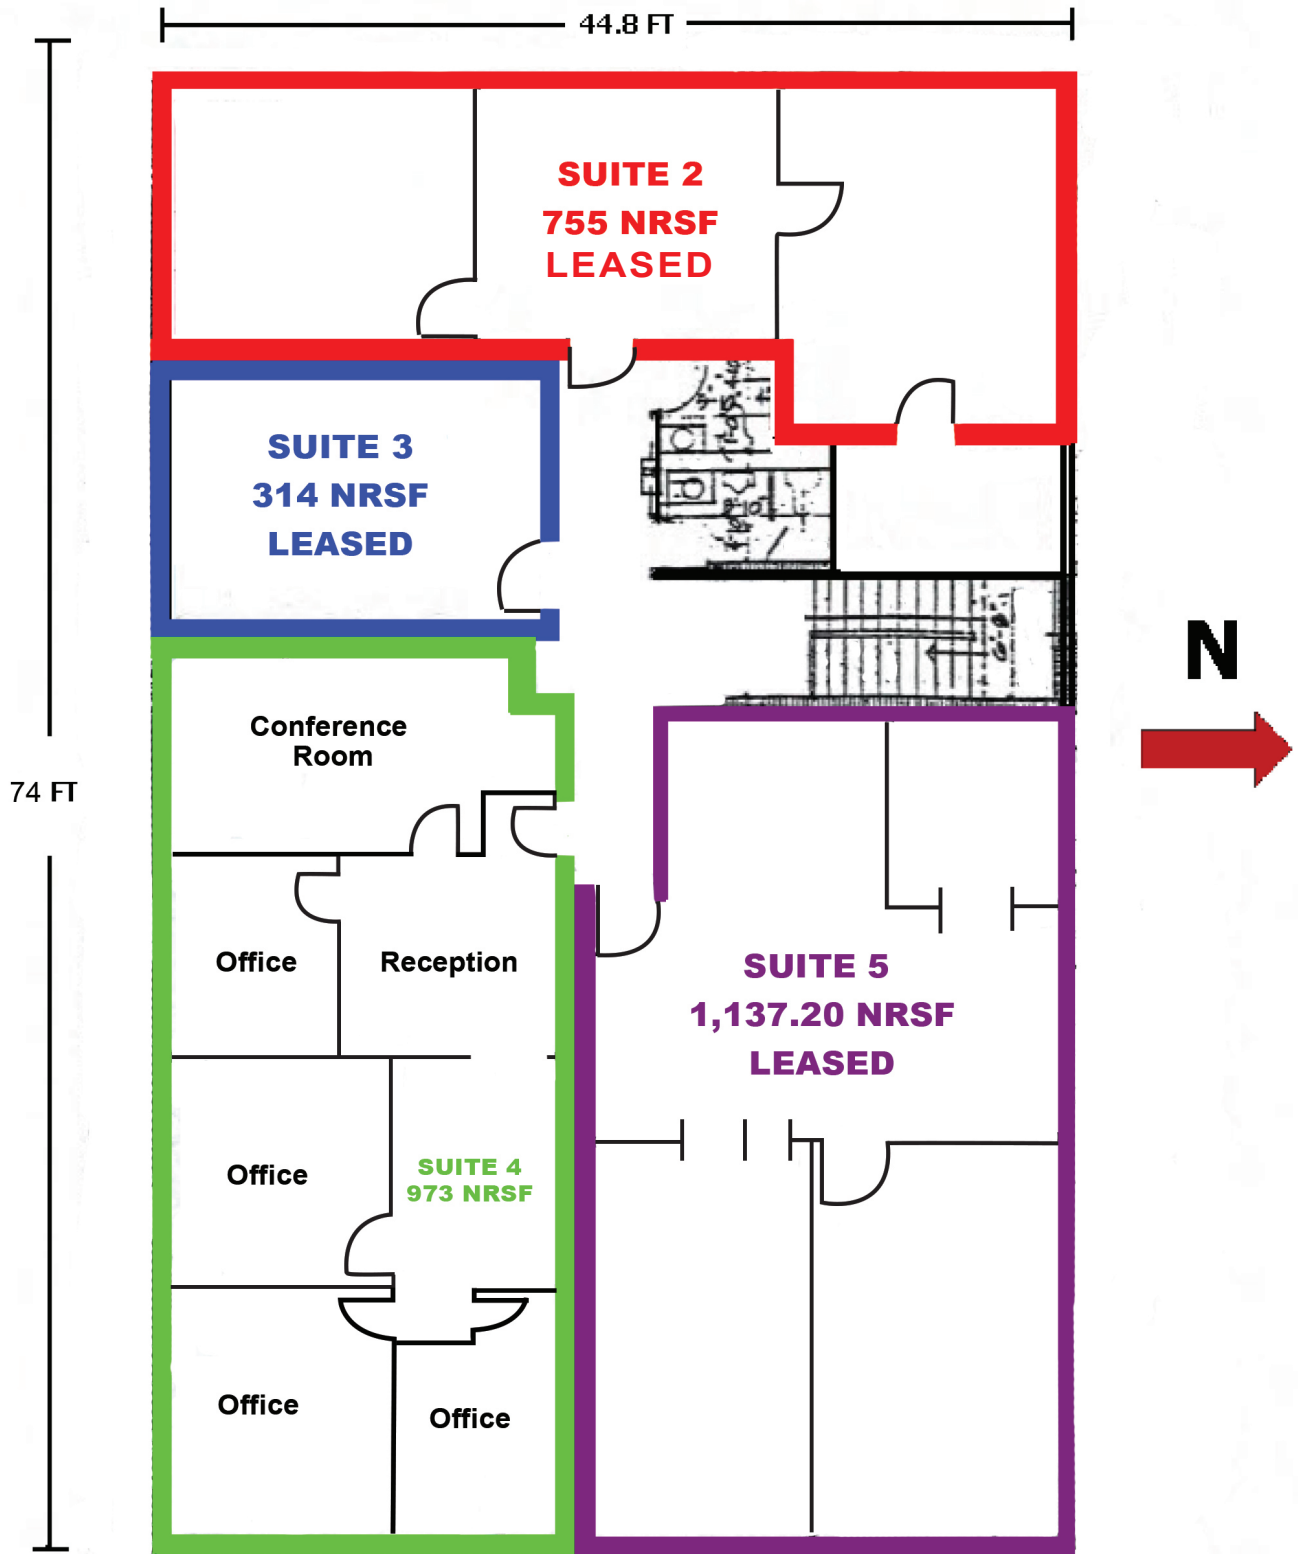 44.8 FT
SUITE 2
755 NRSF
LEASED
SUITE 3
314 NRSF
LEASED
N
Conference
Room
74 FT
Office
Reception
SUITE 5
1,137.20 NRSF
LEASED
Office
SUITE 4
973 NRSF
Office
Office